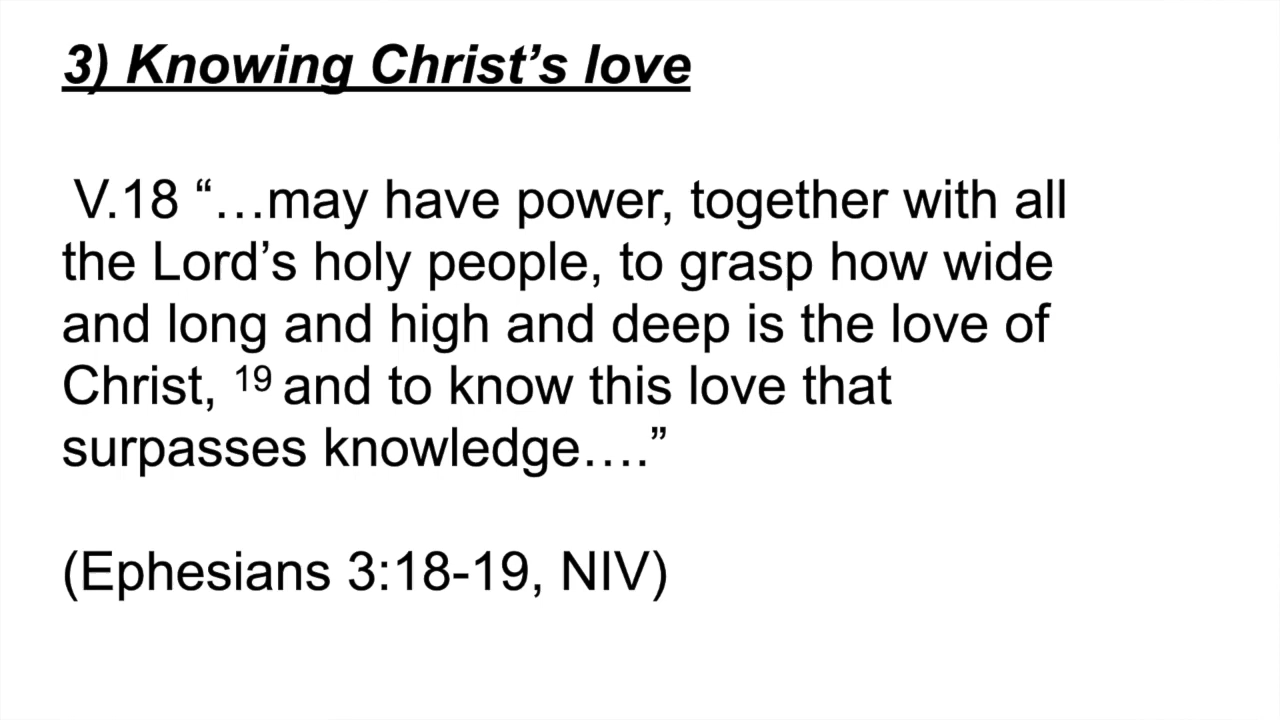 3) Knowing Christ’s love
V.18 “…may have power, together with all
the Lord’s holy people, to grasp how wide
and long and high and deep is the love of
Christ, 19 and to know this love that
surpasses knowledge….”
(Ephesians 3:18-19, NIV)